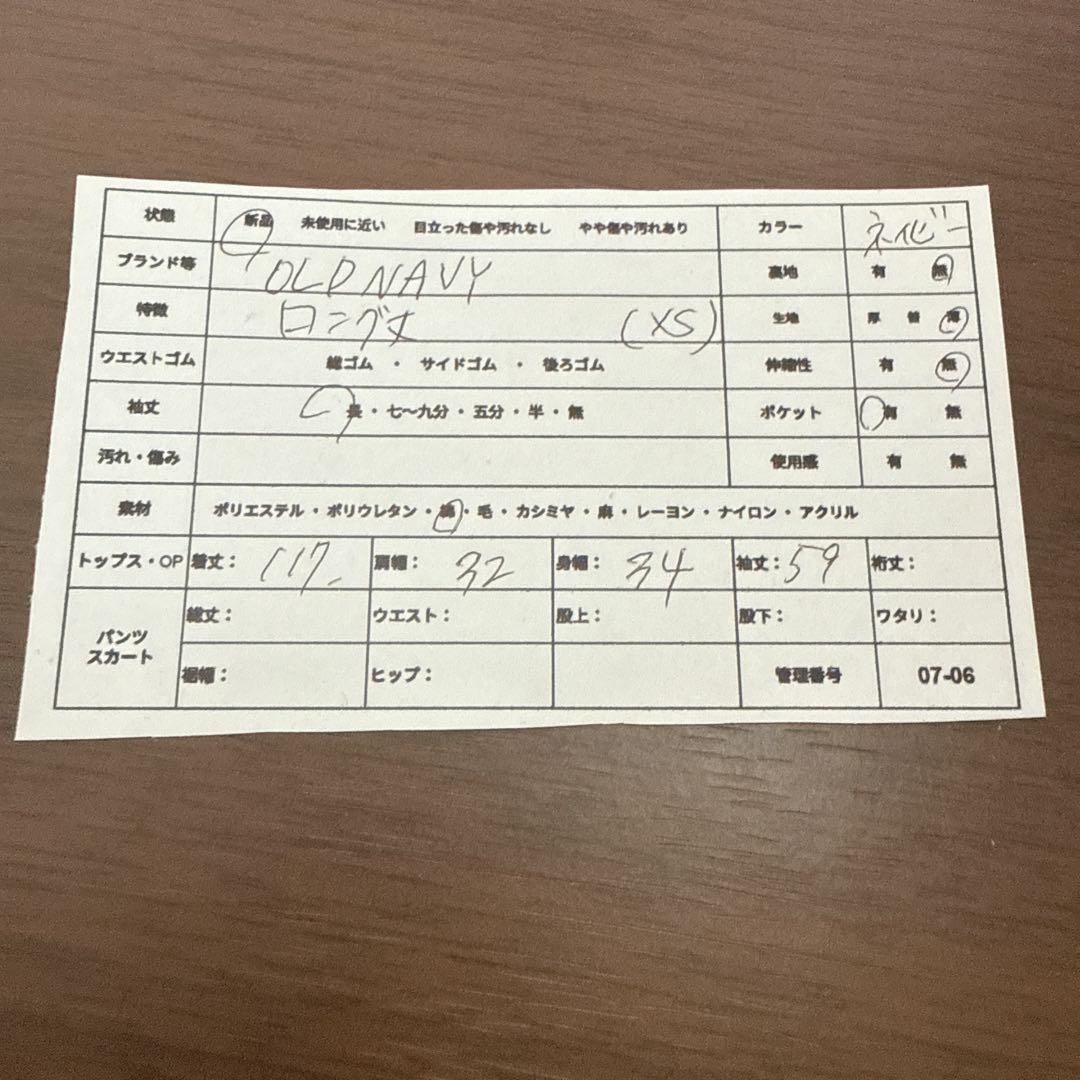 状態 新品 未使用に近い 目立った傷や汚れなし やや傷や汚れあり カラー ネイビー
ブランド等 OLD NAVY 裏地 有 無
特徴 ロング丈 (XS) 生地 厚 普 薄
ウエストゴム 総ゴム ・ サイドゴム ・ 後ろゴム 伸縮性 有 無
袖丈 長・七〜九分・五分・半・無 ポケット 有 無
汚れ・傷み 使用感 有 無
素材 ポリエステル・ポリウレタン・綿・毛・カシミヤ・麻・レーヨン・ナイロン・アクリル
トップス・OP 着丈: 117. 肩幅: 32 身幅: 34 袖丈: 59 裄丈:
パンツ スカート 総丈: ウエスト: 股上: 股下: ワタリ:
裾幅: ヒップ: 管理番号 07-06